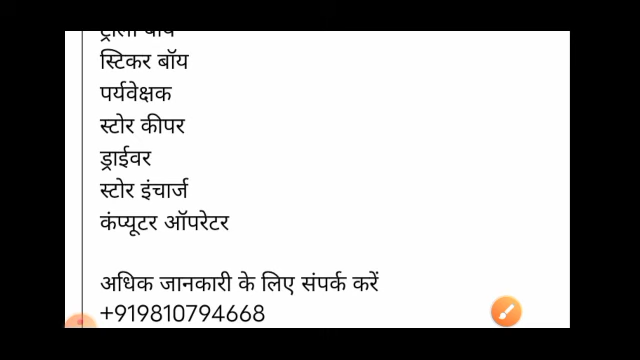 ट्राली बॉय
स्टिकर बॉय
पर्यवेक्षक
स्टोर कीपर
ड्राईवर
स्टोर इंचार्ज
कंप्यूटर ऑपरेटर
अधिक जानकारी के लिए संपर्क करें
+919810794668